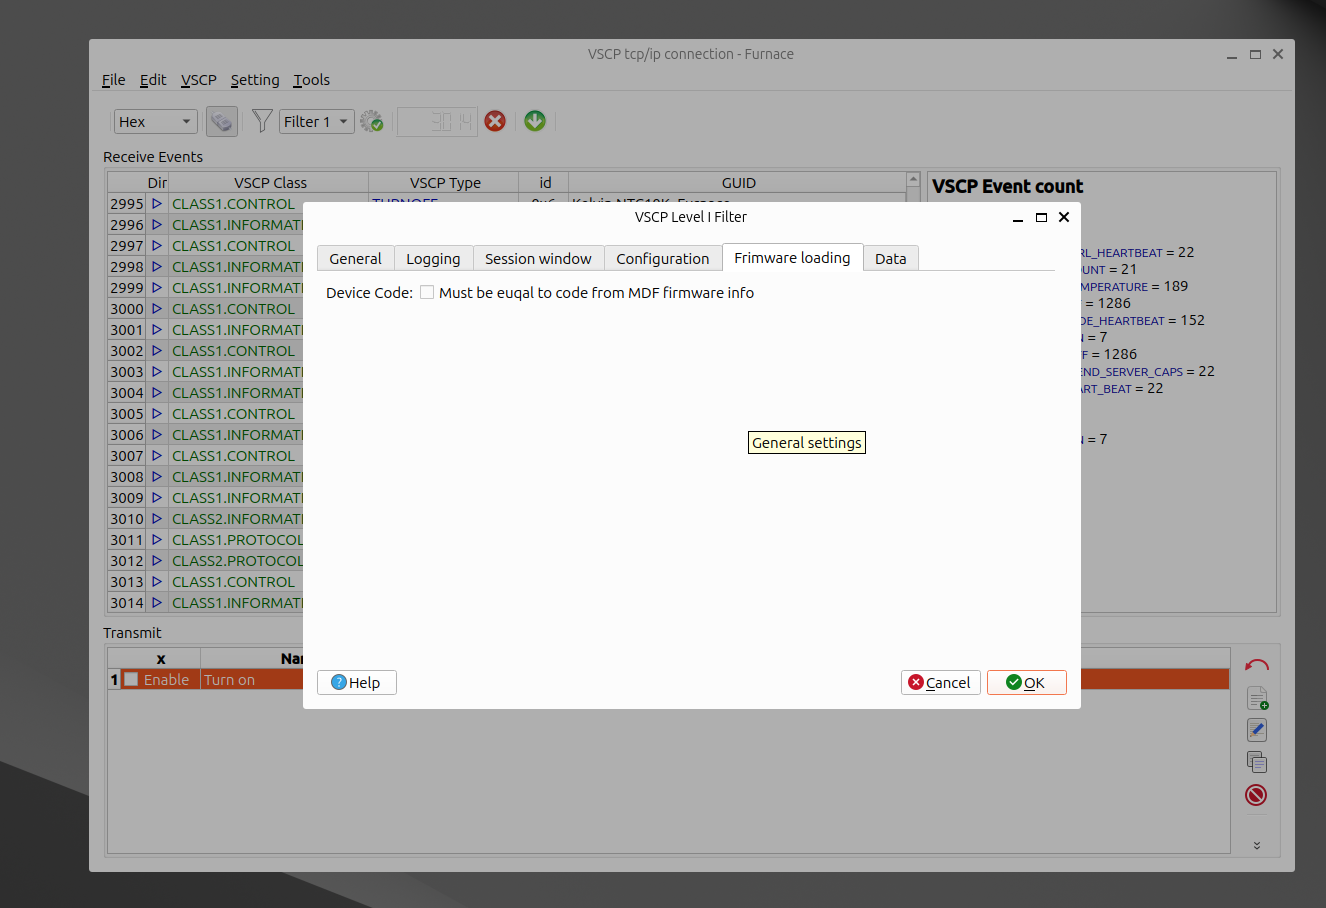 VSCP tcp/ip connection - Furnace
File Edit VSCP Setting Tools
Hex Filter 1 3014
Receive Events
Dir VSCP Class VSCP Type id GUID
VSCP Event count
2995 CLASS1.CONTROL
2996 CLASS1.INFORMATI
2997 CLASS1.CONTROL
2998 CLASS1.INFORMATI
2999 CLASS1.INFORMATI
3000 CLASS1.CONTROL
3001 CLASS1.INFORMATI
3002 CLASS1.CONTROL
3003 CLASS1.INFORMATI
3004 CLASS1.INFORMATI
3005 CLASS1.CONTROL
3006 CLASS1.INFORMATI
3007 CLASS1.CONTROL
3008 CLASS1.INFORMATI
3009 CLASS1.INFORMATI
3010 CLASS2.INFORMATI
3011 CLASS1.PROTOCOL
3012 CLASS2.PROTOCOL
3013 CLASS1.CONTROL
3014 CLASS1.INFORMATI
RL_HEARTBEAT = 22
UNT = 21
MPERATURE = 189
= 1286
DE_HEARTBEAT = 152
N = 7
FF = 1286
END_SERVER_CAPS = 22
ART_BEAT = 22
= 7
VSCP Level I Filter
General Logging Session window Configuration Frimware loading Data
Device Code: Must be euqal to code from MDF firmware info
General settings
Help Cancel OK
Transmit
x Nar
1 Enable Turn on